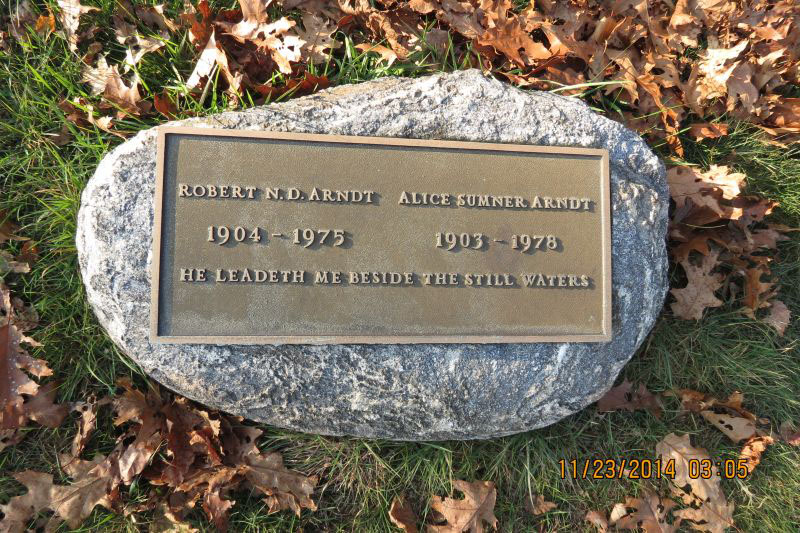 ROBERT N. D. ARNDT ALICE SUMNER ARNDT
1904 - 1975 1903 - 1978
HE LEADETH ME BESIDE THE STILL WATERS
11/23/2014 03:05